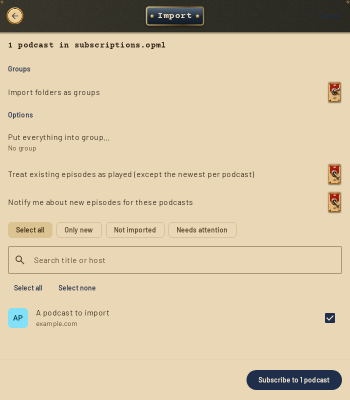 Import
1 podcast in subscriptions.opml
Groups
Import folders as groups
Options
Put everything into group...
No group
Treat existing episodes as played (except the newest per podcast)
Notify me about new episodes for these podcasts
Select all Only new Not imported Needs attention
Search title or host
Select all Select none
AP A podcast to import
example.com
Subscribe to 1 podcast